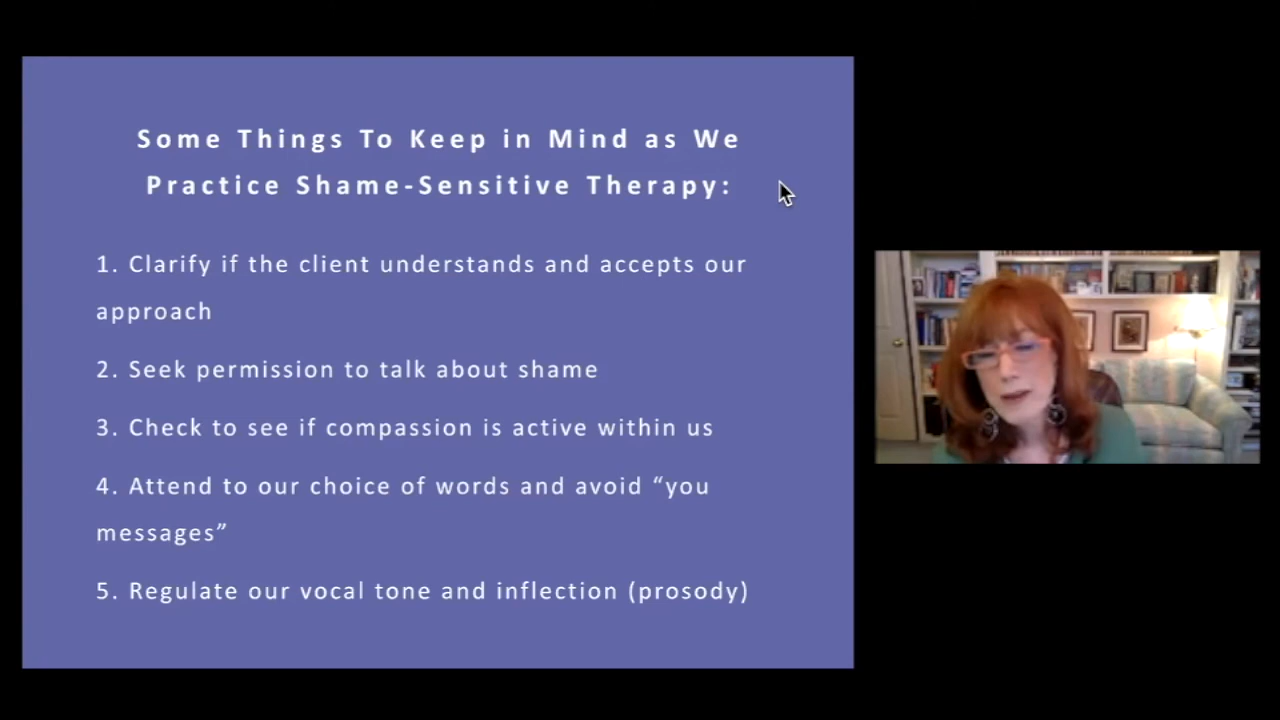 Some Things To Keep in Mind as We
Practice Shame-Sensitive Therapy:
1. Clarify if the client understands and accepts our
approach
2. Seek permission to talk about shame
3. Check to see if compassion is active within us
4. Attend to our choice of words and avoid “you
messages”
5. Regulate our vocal tone and inflection (prosody)